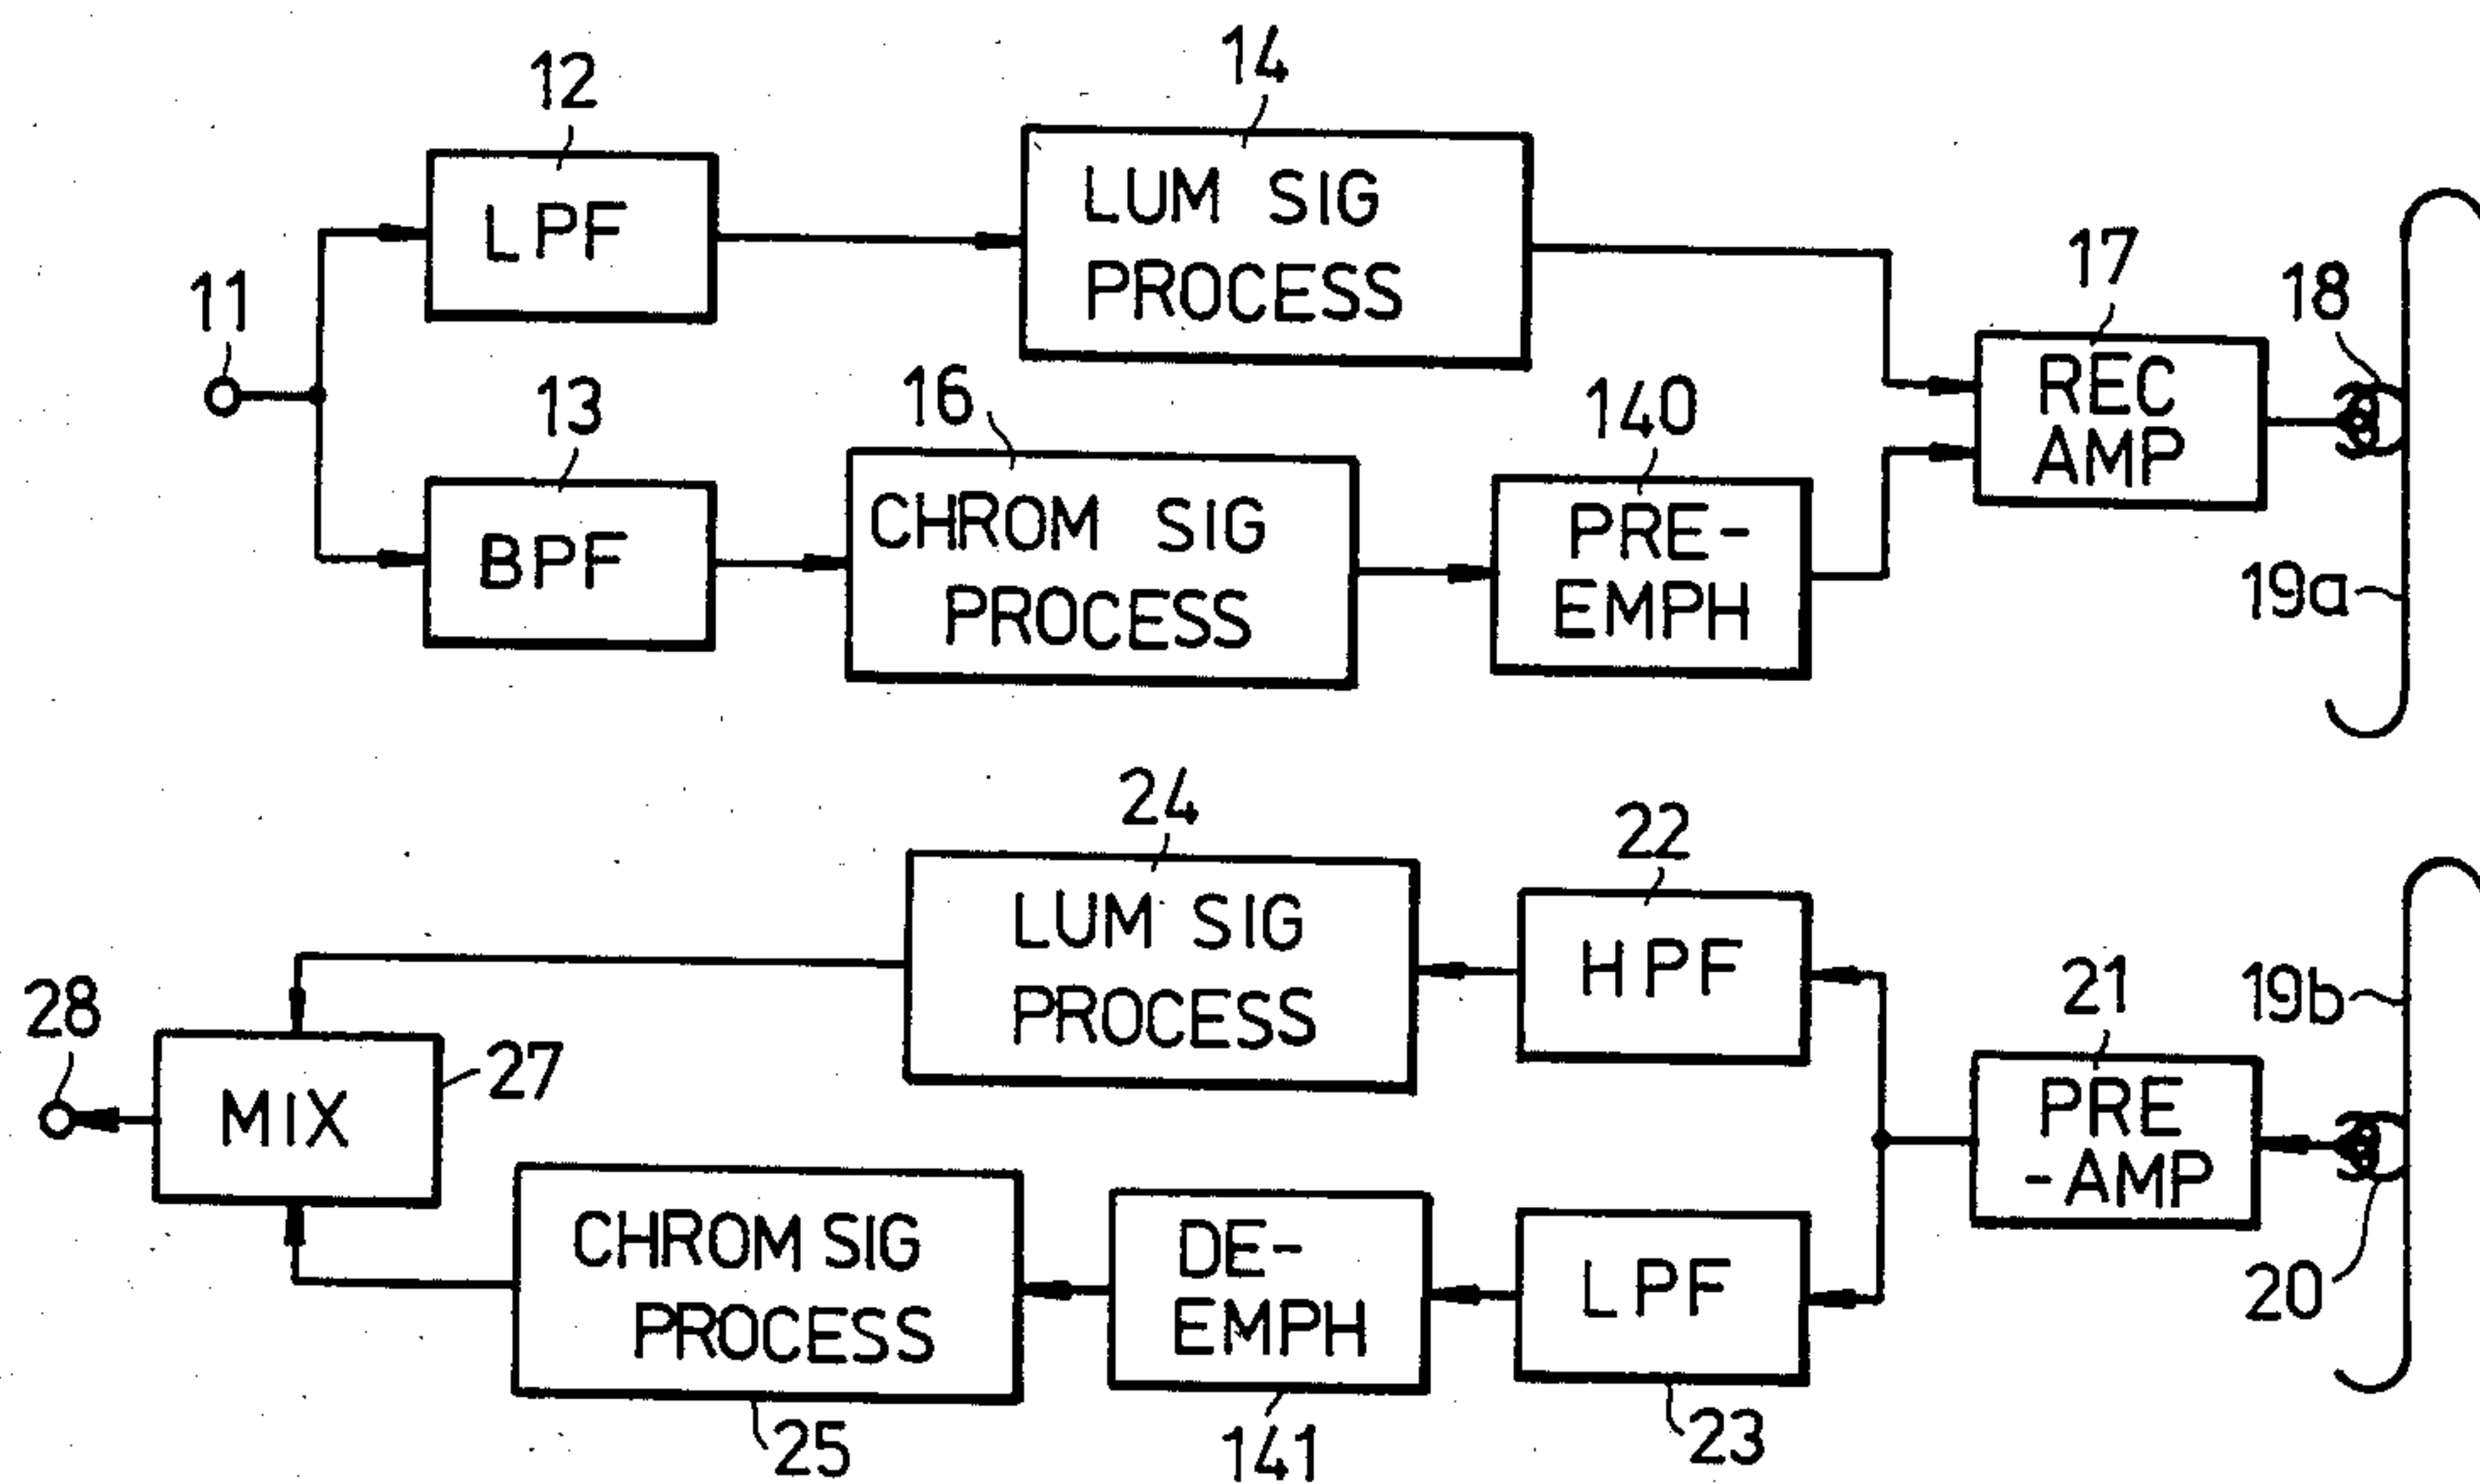 14
12
LUM SIG
PROCESS
LPF
17
18
11
REC
AMP
16
140
13
CHROM SIG
PROCESS
PRE-
EMPH
BPF
19a
24
22
LUM SIG
PROCESS
HPF
21
19b
28
27
MIX
PRE
-AMP
CHROM SIG
PROCESS
DE-
EMPH
LPF
20
25
141
23